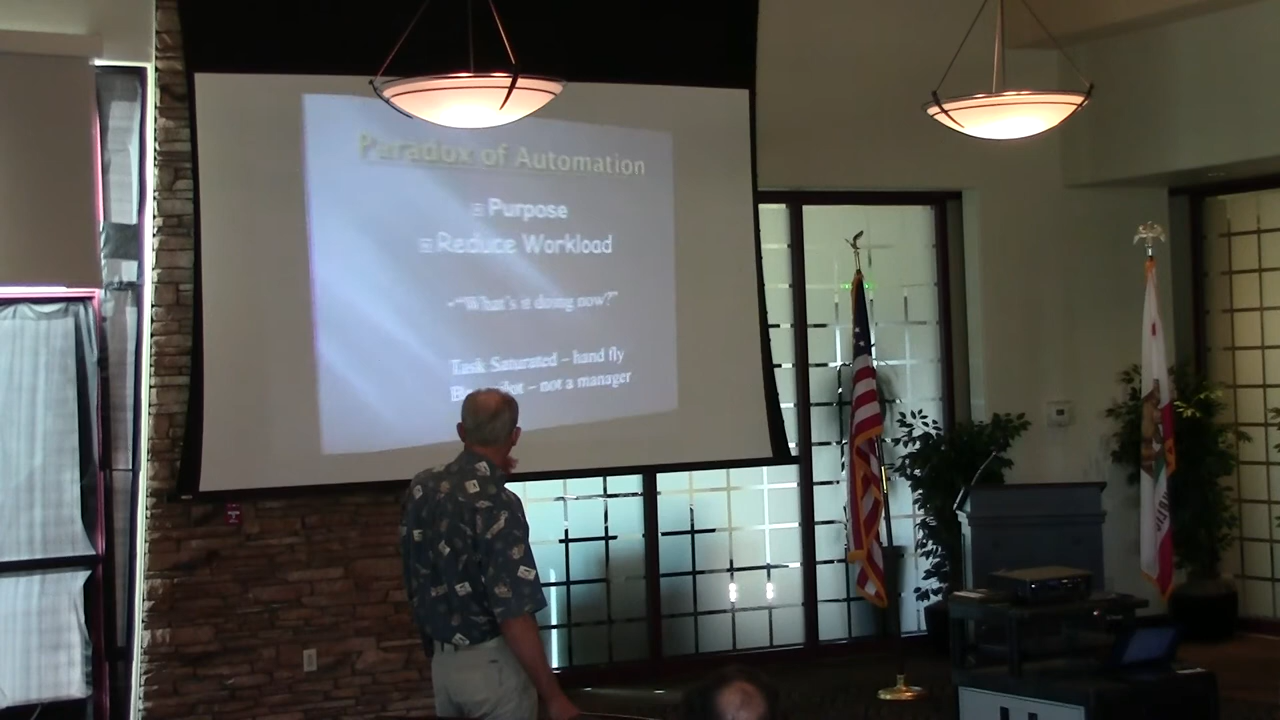 Paradox of Automation
Purpose
Reduce Workload
-"What's it doing now?"
Task Saturated – hand fly
– not a manager